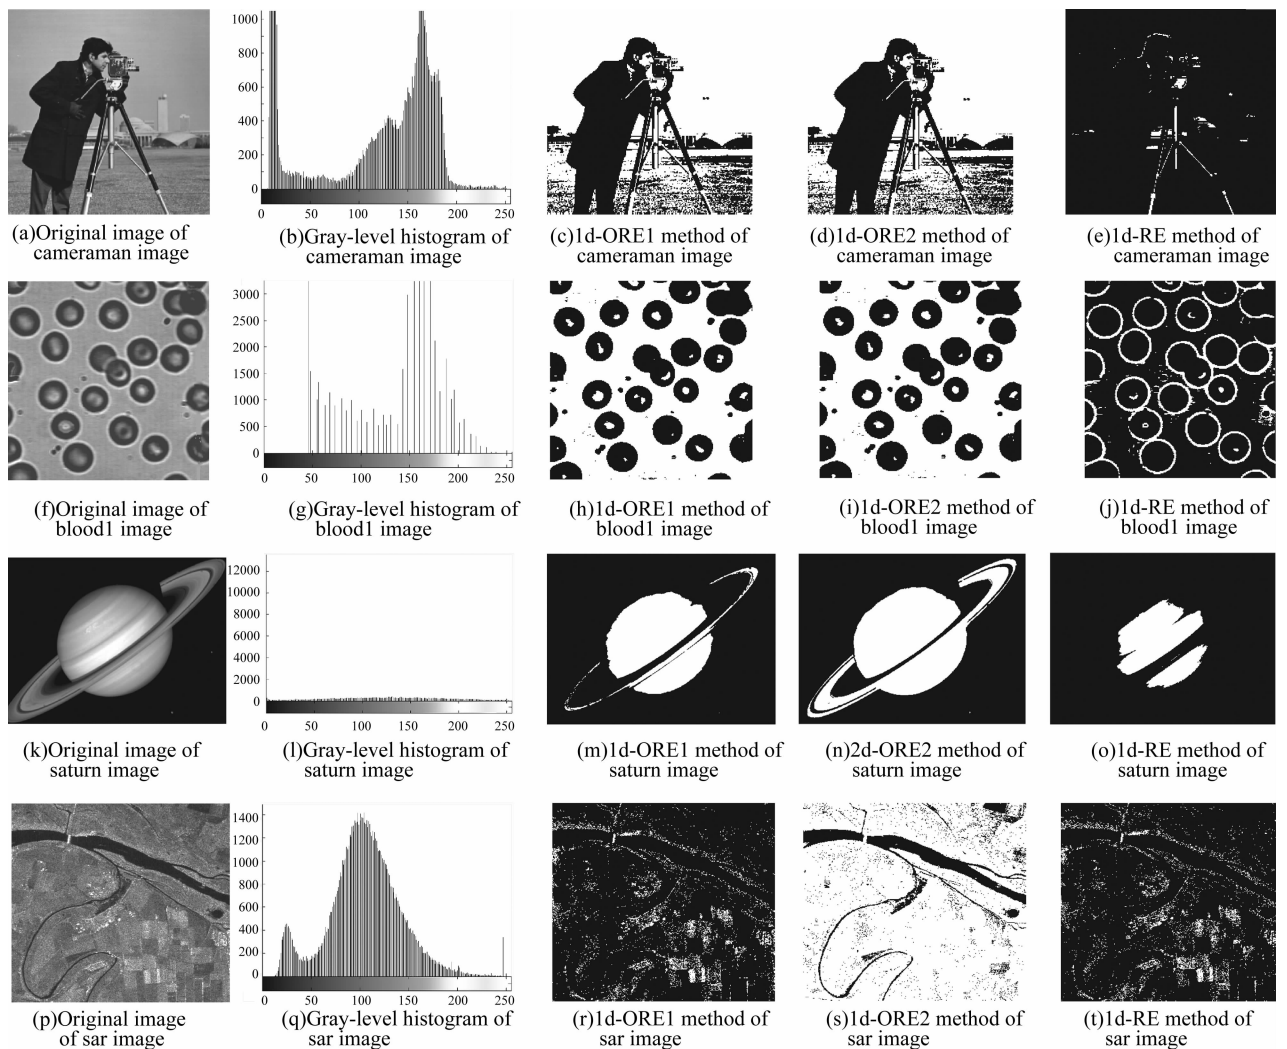 1000
800
600
400
200
0
0 50 100 150 200 250
(a)Original image of
cameraman image
(b)Gray-level histogram of
cameraman image
(c)1d-ORE1 method of
cameraman image
(d)1d-ORE2 method of
cameraman image
(e)1d-RE method of
cameraman image
3000
2500
2000
1500
1000
500
0
0 50 100 150 200 250
(f)Original image of
blood1 image
(g)Gray-level histogram of
blood1 image
(h)1d-ORE1 method of
blood1 image
(i)1d-ORE2 method of
blood1 image
(j)1d-RE method of
blood1 image
12000
10000
8000
6000
4000
2000
0
0 50 100 150 200 250
(k)Original image of
saturn image
(l)Gray-level histogram of
saturn image
(m)1d-ORE1 method of
saturn image
(n)2d-ORE2 method of
saturn image
(o)1d-RE method of
saturn image
1400
1200
1000
800
600
400
200
0
0 50 100 150 200 250
(p)Original image
of sar image
(q)Gray-level histogram of
sar image
(r)1d-ORE1 method of
sar image
(s)1d-ORE2 method of
sar image
(t)1d-RE method of
sar image